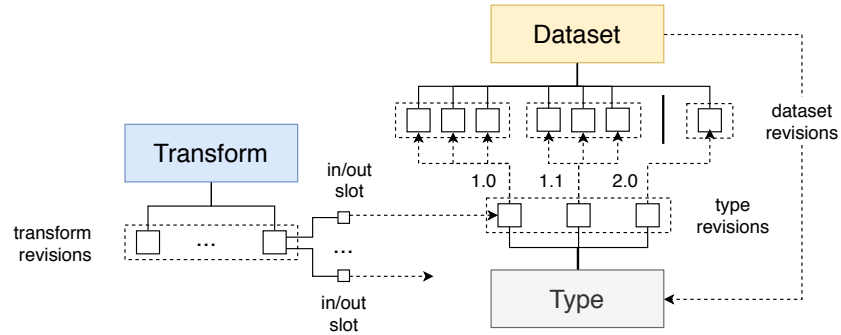 Dataset
dataset
revisions
Transform
in/out
slot
1.0
1.1
2.0
type
revisions
transform
revisions
...
...
in/out
slot
Type